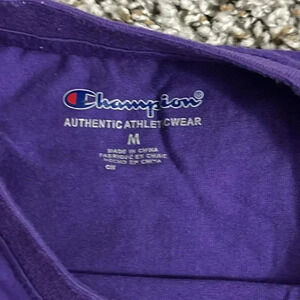 Champion®
AUTHENTIC ATHLETICWEAR
M
MADE IN CHINA
FABRIQUÉ EN CHINE
HECHO EN CHINA